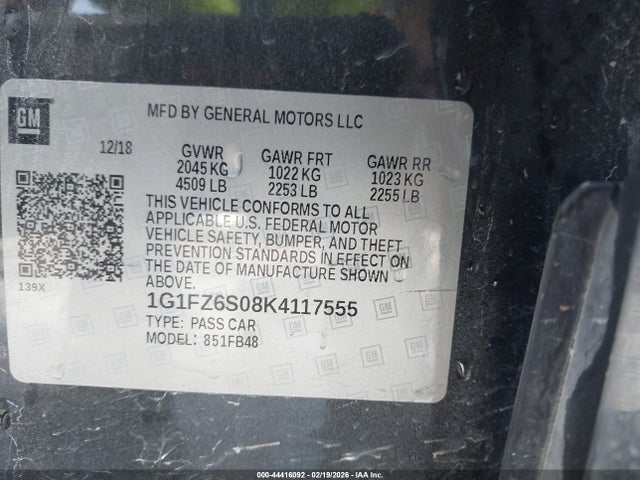 GM
MFD BY GENERAL MOTORS LLC
12/18 GVWR GAWR FRT GAWR RR
2045 KG 1022 KG 1023 KG
4509 LB 2253 LB 2255 LB
THIS VEHICLE CONFORMS TO ALL
APPLICABLE U.S. FEDERAL MOTOR
VEHICLE SAFETY, BUMPER, AND THEFT
PREVENTION STANDARDS IN EFFECT ON
THE DATE OF MANUFACTURE SHOWN
ABOVE.
139X
1G1FZ6S08K4117555
TYPE: PASS CAR
MODEL: 851FB48
000-44416092 - 02/19/2026 - IAAI, Inc.